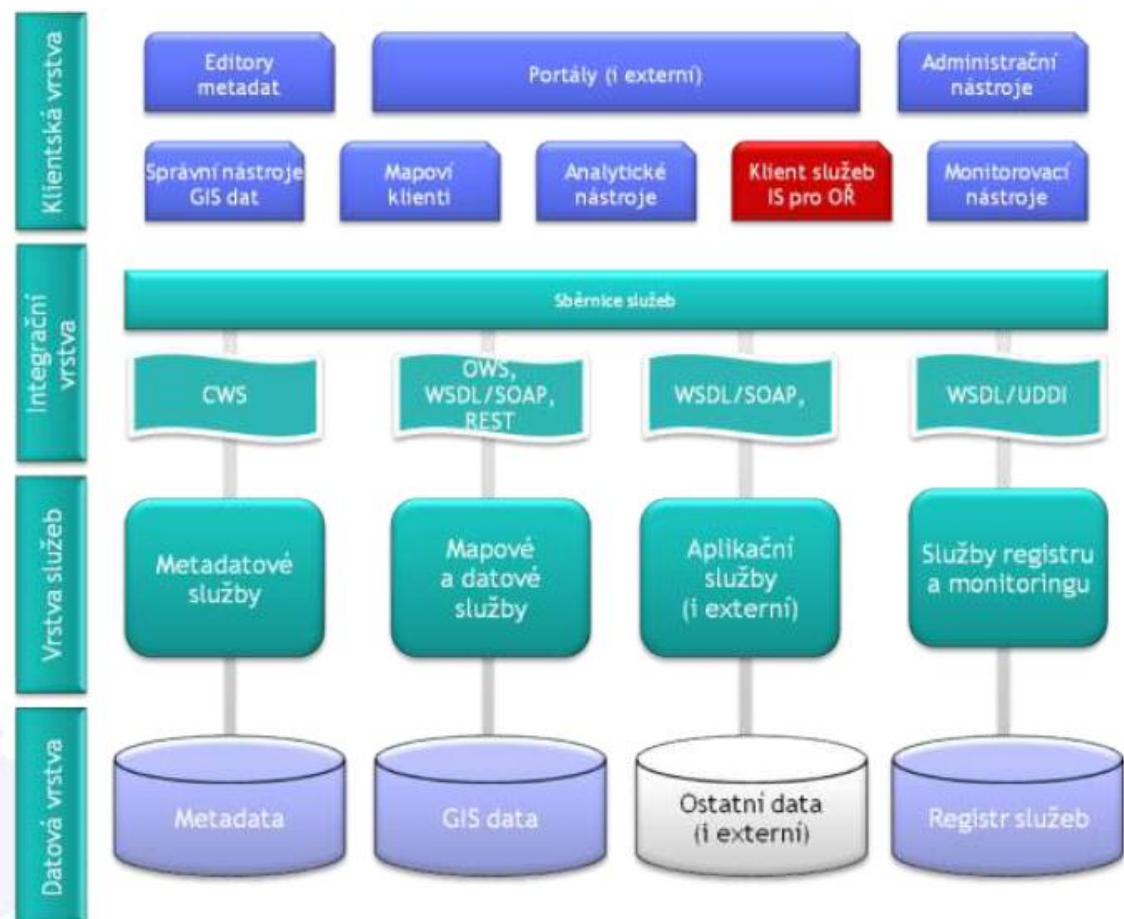 Klientská vrstva
Editory
metadat
Portály (i externí)
Administrační
nástroje
Správní nástroje
GIS dat
Mapoví
klienti
Analytické
nástroje
Klient služeb
IS pro OŘ
Monitorovací
nástroje
Integrační
vrstva
Sběrnice služeb
CWS
OWS,
WSDL/SOAP,
REST
WSDL/SOAP,
WSDL/UDDI
Vrstva služeb
Metadatové
služby
Mapové
a datové
služby
Aplikační
služby
(i externí)
Služby registru
a monitoringu
Datová vrstva
Metadata
GIS data
Ostatní data
(i externí)
Registr služeb